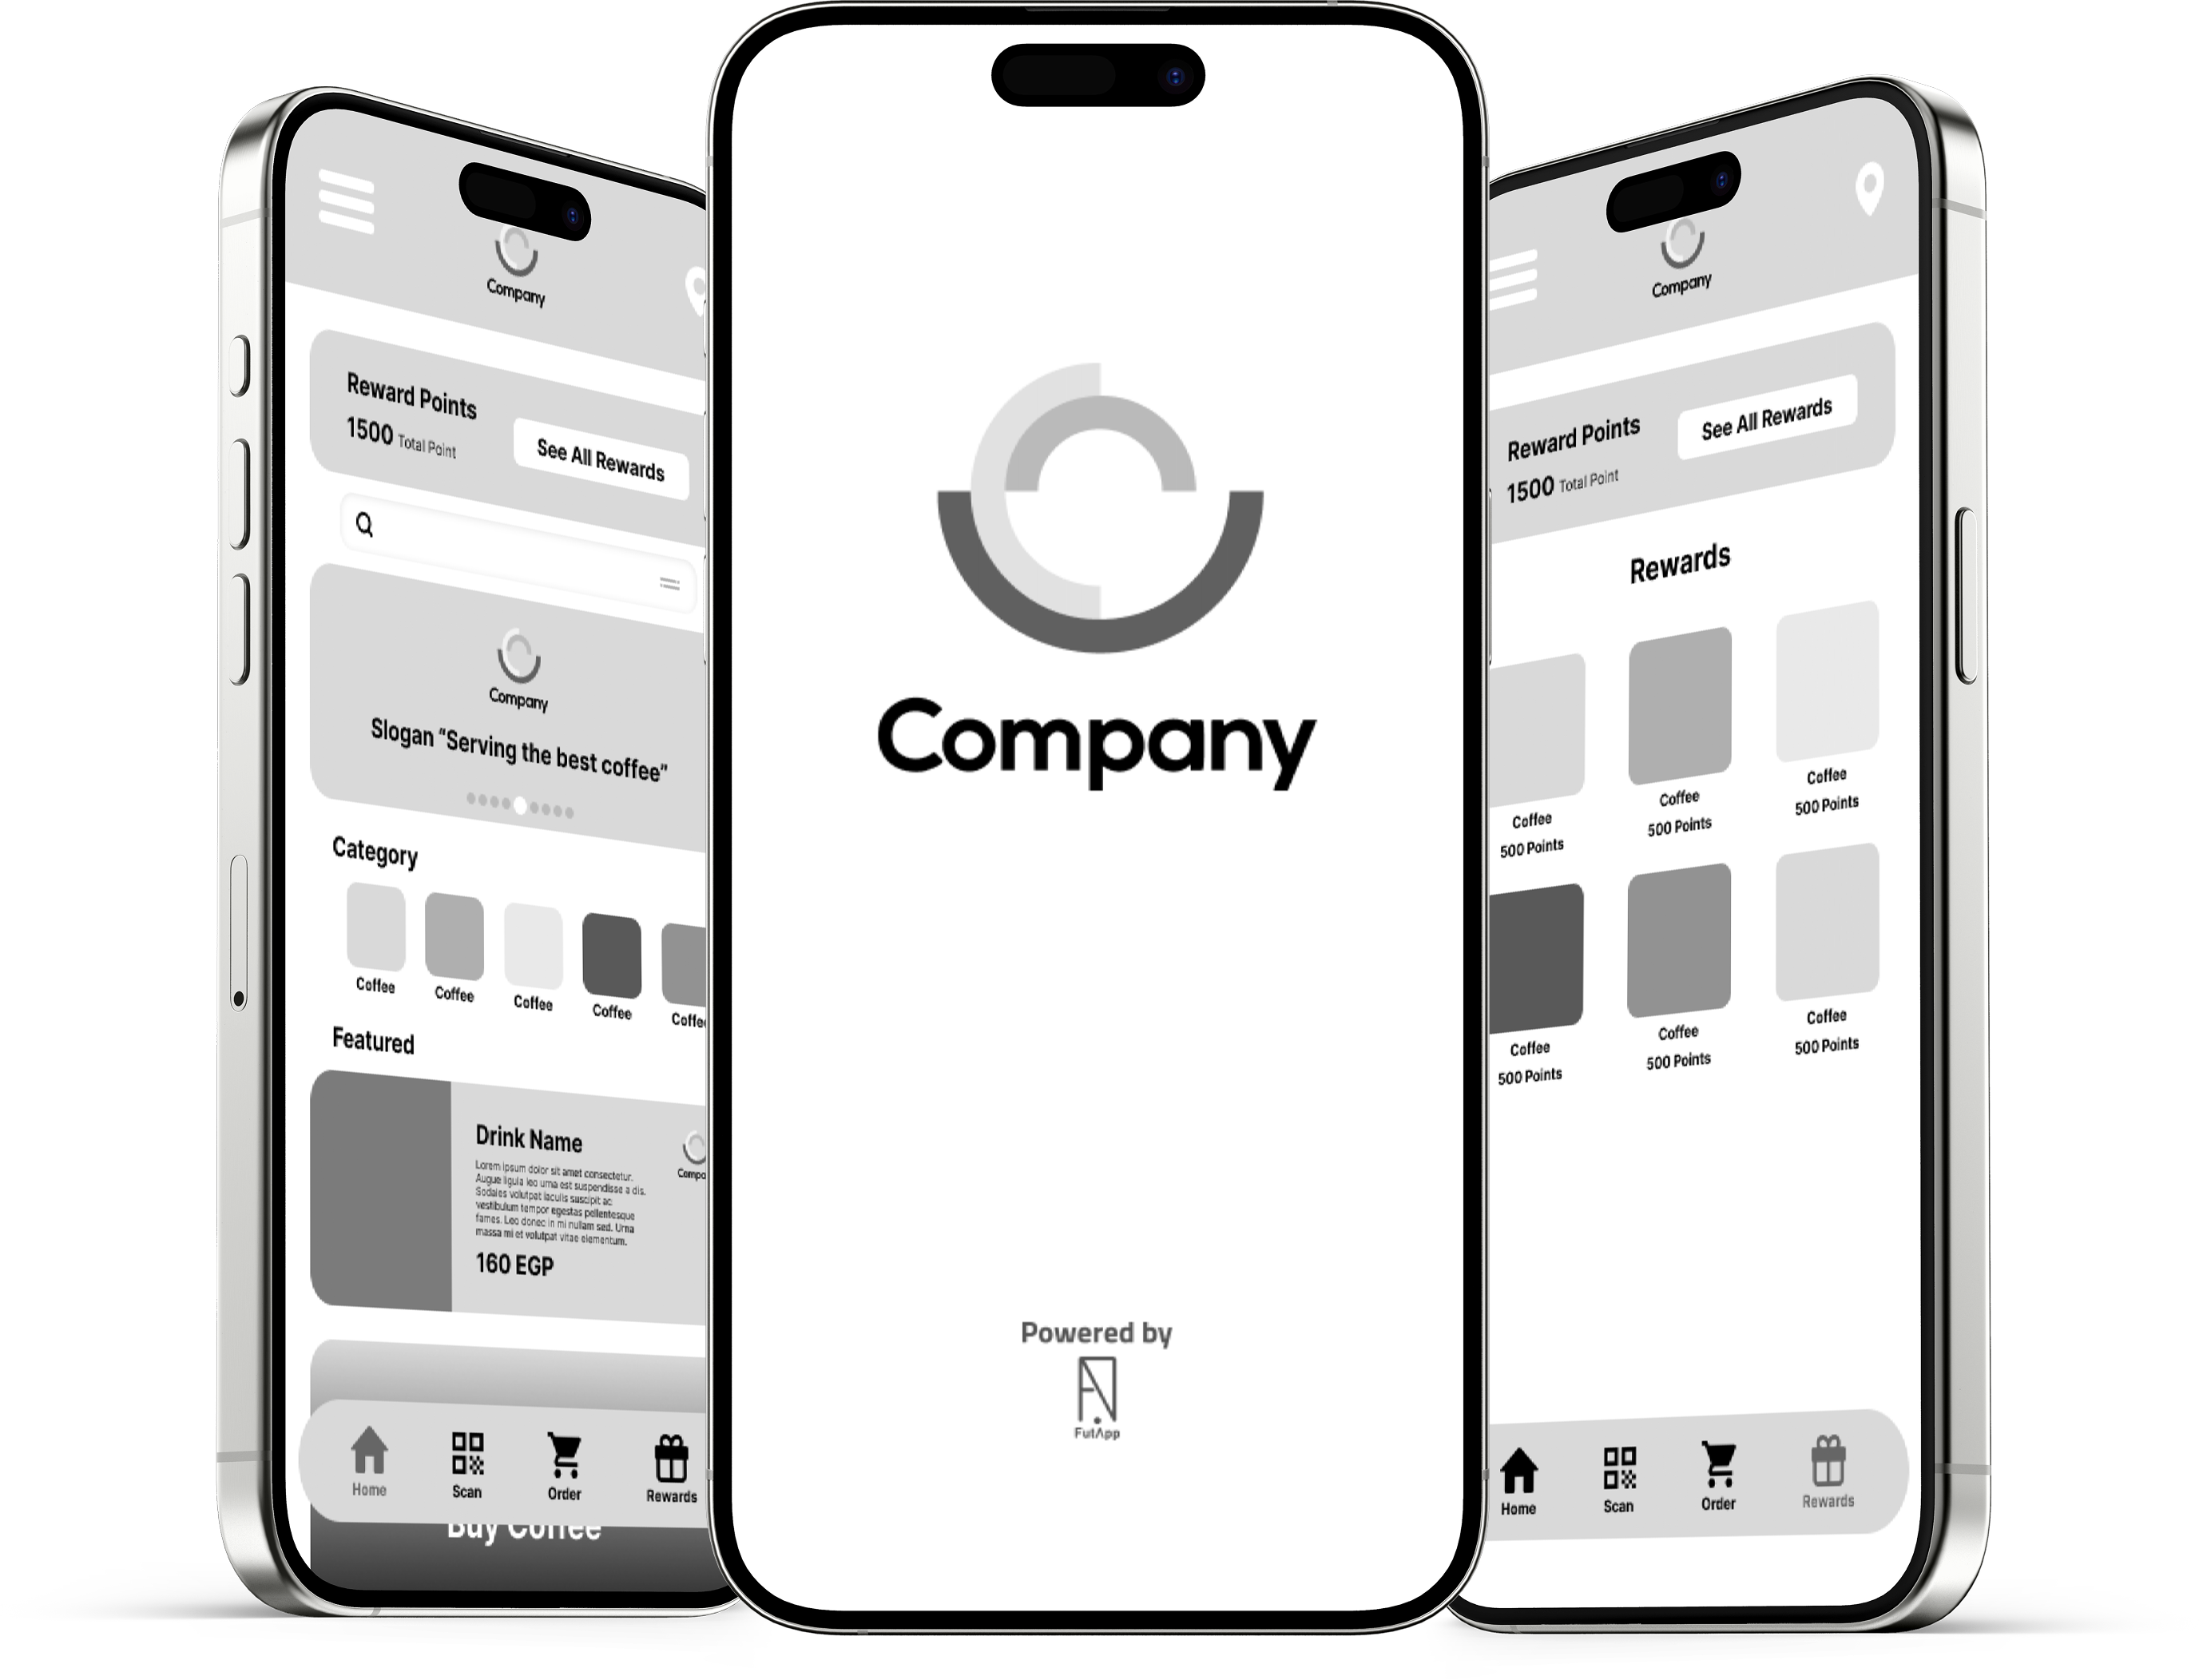 Company
Reward Points
1500 Total Point
See All Rewards
Company
Slogan “Serving the best coffee”
Category
Coffee
Coffee
Coffee
Coffee
Coffee
Featured
Drink Name
Lorem ipsum dolor sit amet consectetur.
Augue ligula leo urna est suspendisse a dis.
Sodales volutpat iaculis suscipit ac
vestibulum tempor egestas pellentesque
fames. Leo donec in mi nullam sed. Urna
massa mi et volutpat vitae elementum.
160 EGP
Compa
Home
Scan
Order
Rewards
Buy Coffee
Company
Powered by
FutApp
Company
Reward Points
1500 Total Point
See All Rewards
Rewards
Coffee
500 Points
Coffee
500 Points
Coffee
500 Points
Coffee
500 Points
Coffee
500 Points
Coffee
500 Points
Home
Scan
Order
Rewards